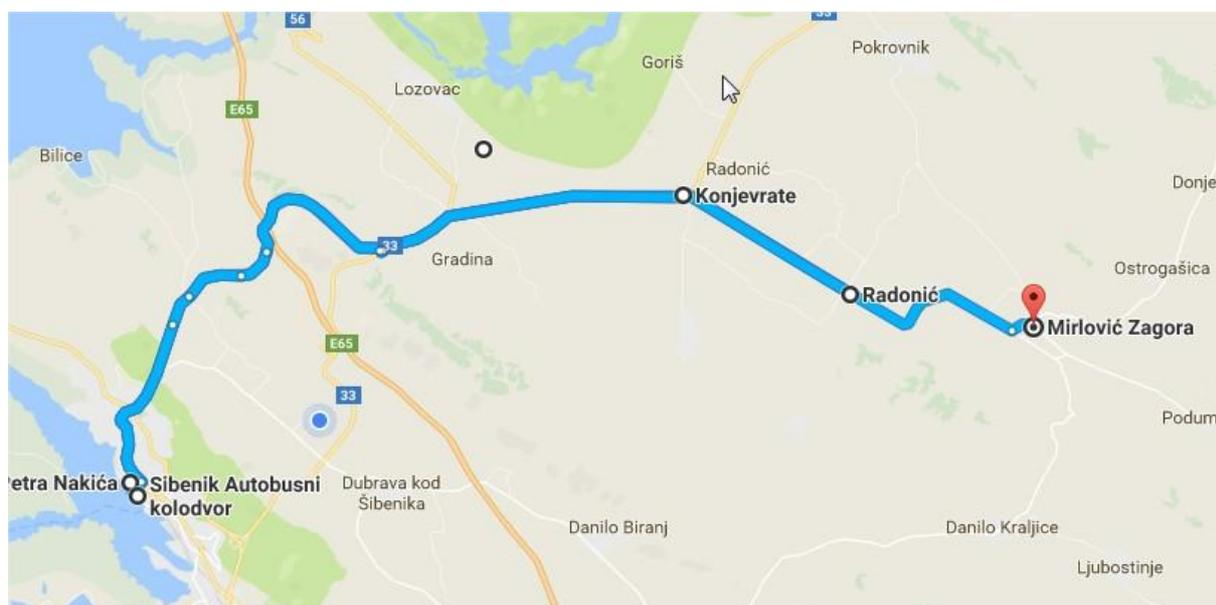 56
33
Pokrovnik
Goriš
Lozovac
E65
Bilice
Radonić
Konjevrate
Donje
33
Gradina
Ostrogašica
Radonić
Mirlović Zagora
E65
33
Podum
etra Nakića
Sibenik Autobusni
kolodvor
Dubrava kod
Šibenika
Danilo Biranj
Danilo Kraljice
Ljubostinje